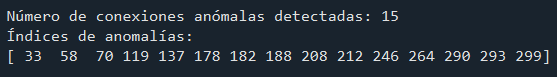 Número de conexiones anómalas detectadas: 15
Índices de anomalías:
[ 33  58  70 119 137 178 182 188 208 212 246 264 290 293 299]